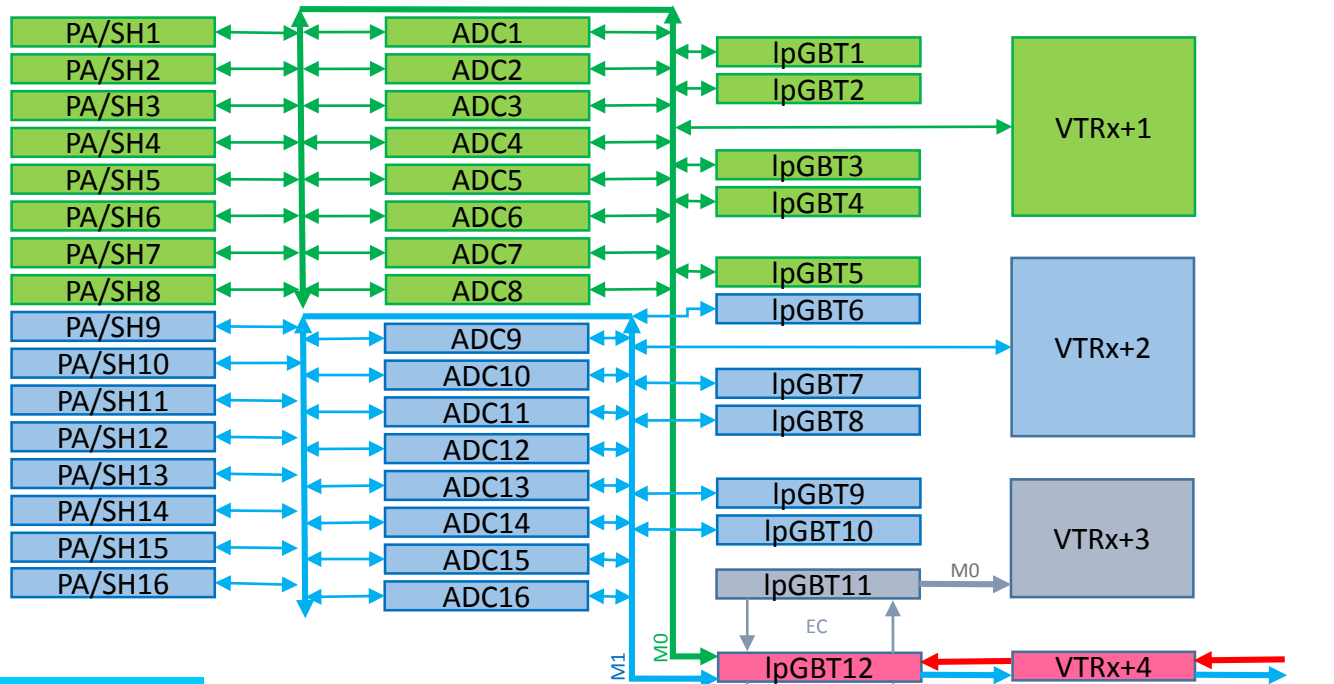 PA/SH1
PA/SH2
PA/SH3
PA/SH4
PA/SH5
PA/SH6
PA/SH7
PA/SH8
PA/SH9
PA/SH10
PA/SH11
PA/SH12
PA/SH13
PA/SH14
PA/SH15
PA/SH16
ADC1
ADC2
ADC3
ADC4
ADC5
ADC6
ADC7
ADC8
ADC9
ADC10
ADC11
ADC12
ADC13
ADC14
ADC15
ADC16
M1
M0
lpGBT1
lpGBT2
lpGBT3
lpGBT4
lpGBT5
lpGBT6
lpGBT7
lpGBT8
lpGBT9
lpGBT10
lpGBT11
EC
lpGBT12
M0
VTRx+1
VTRx+2
VTRx+3
VTRx+4